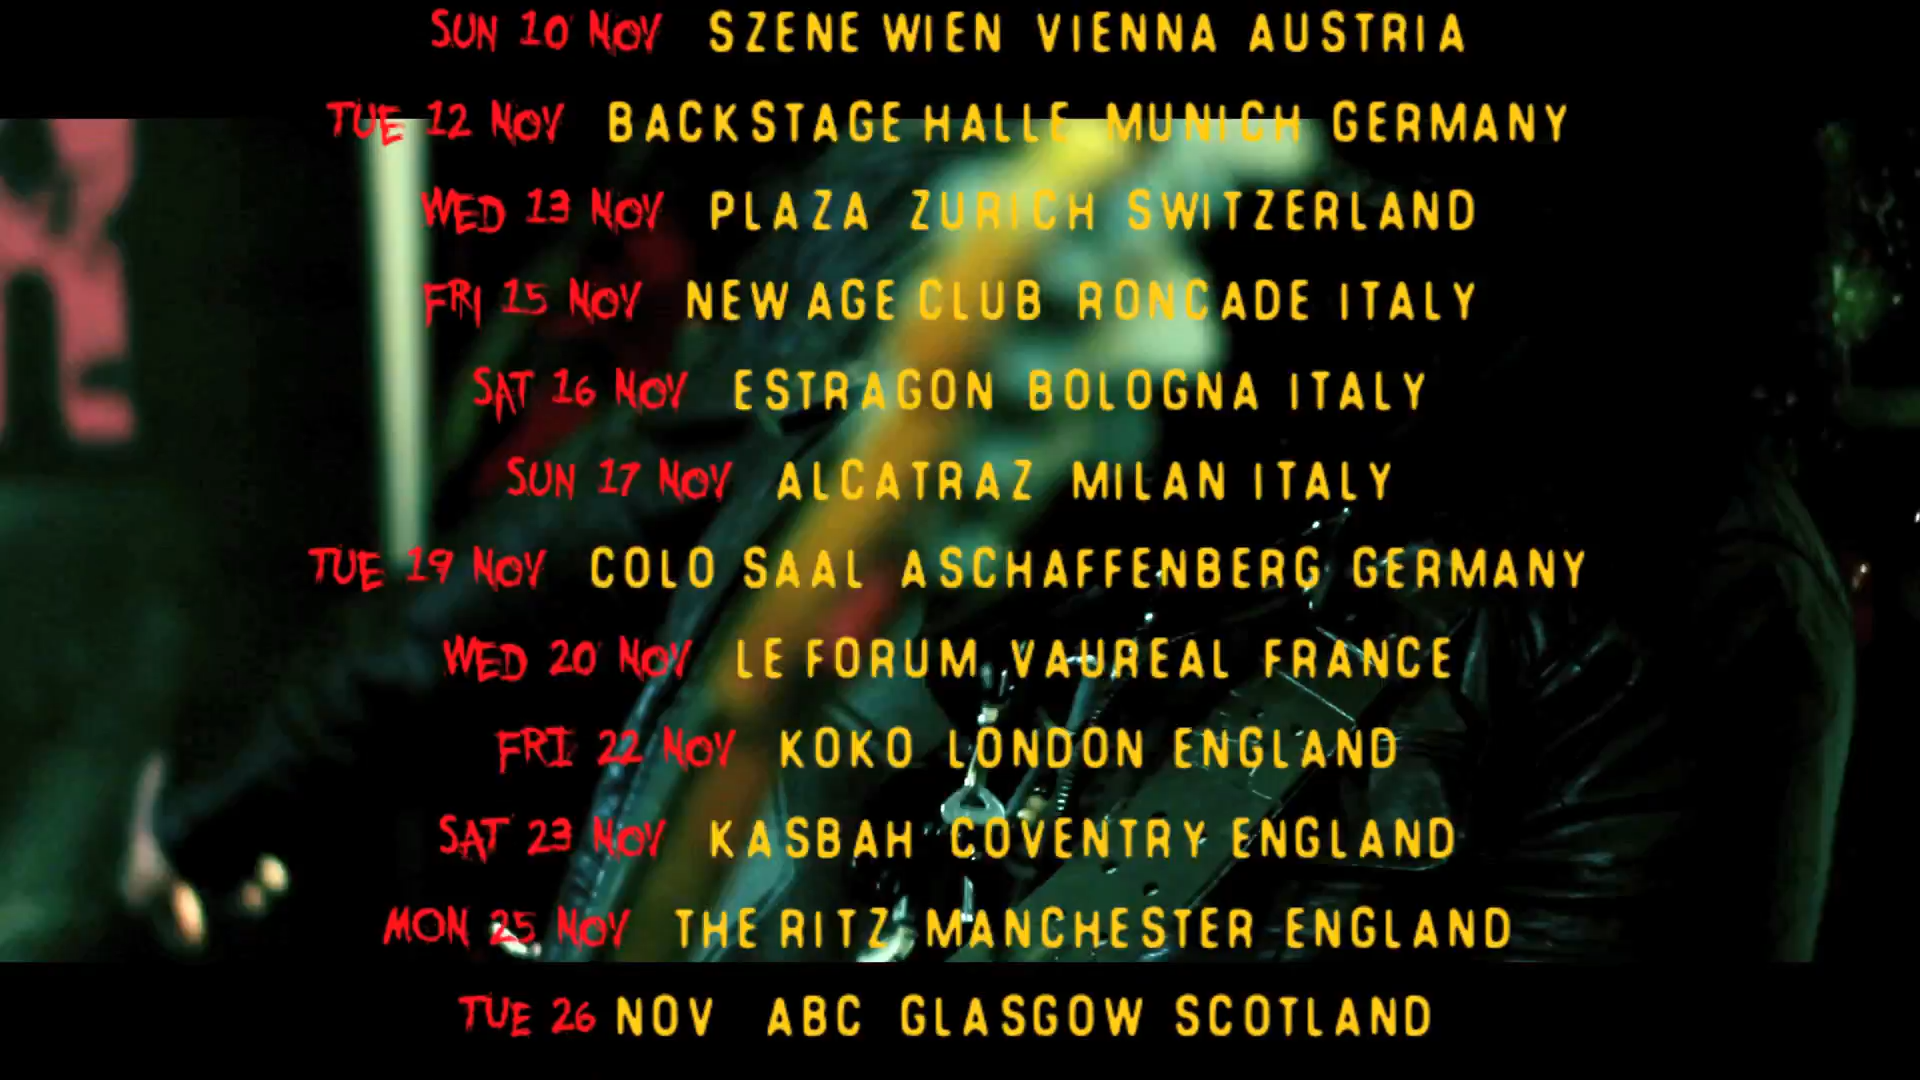 SUN 10 NOV SZENE WIEN VIENNA AUSTRIA
TUE 12 NOV BACKSTAGE HALLE MUNICH GERMANY
WED 13 NOV PLAZA ZURICH SWITZERLAND
FRI 15 NOV NEW AGE CLUB RONCADE ITALY
SAT 16 NOV ESTRAGON BOLOGNA ITALY
SUN 17 NOV ALCATRAZ MILAN ITALY
TUE 19 NOV COLO SAAL ASCHAFFENBERG GERMANY
WED 20 NOV LE FORUM VAUREAL FRANCE
FRI 22 NOV KOKO LONDON ENGLAND
SAT 23 NOV KASBAH COVENTRY ENGLAND
MON 25 NOV THE RITZ MANCHESTER ENGLAND
TUE 26 NOV ABC GLASGOW SCOTLAND